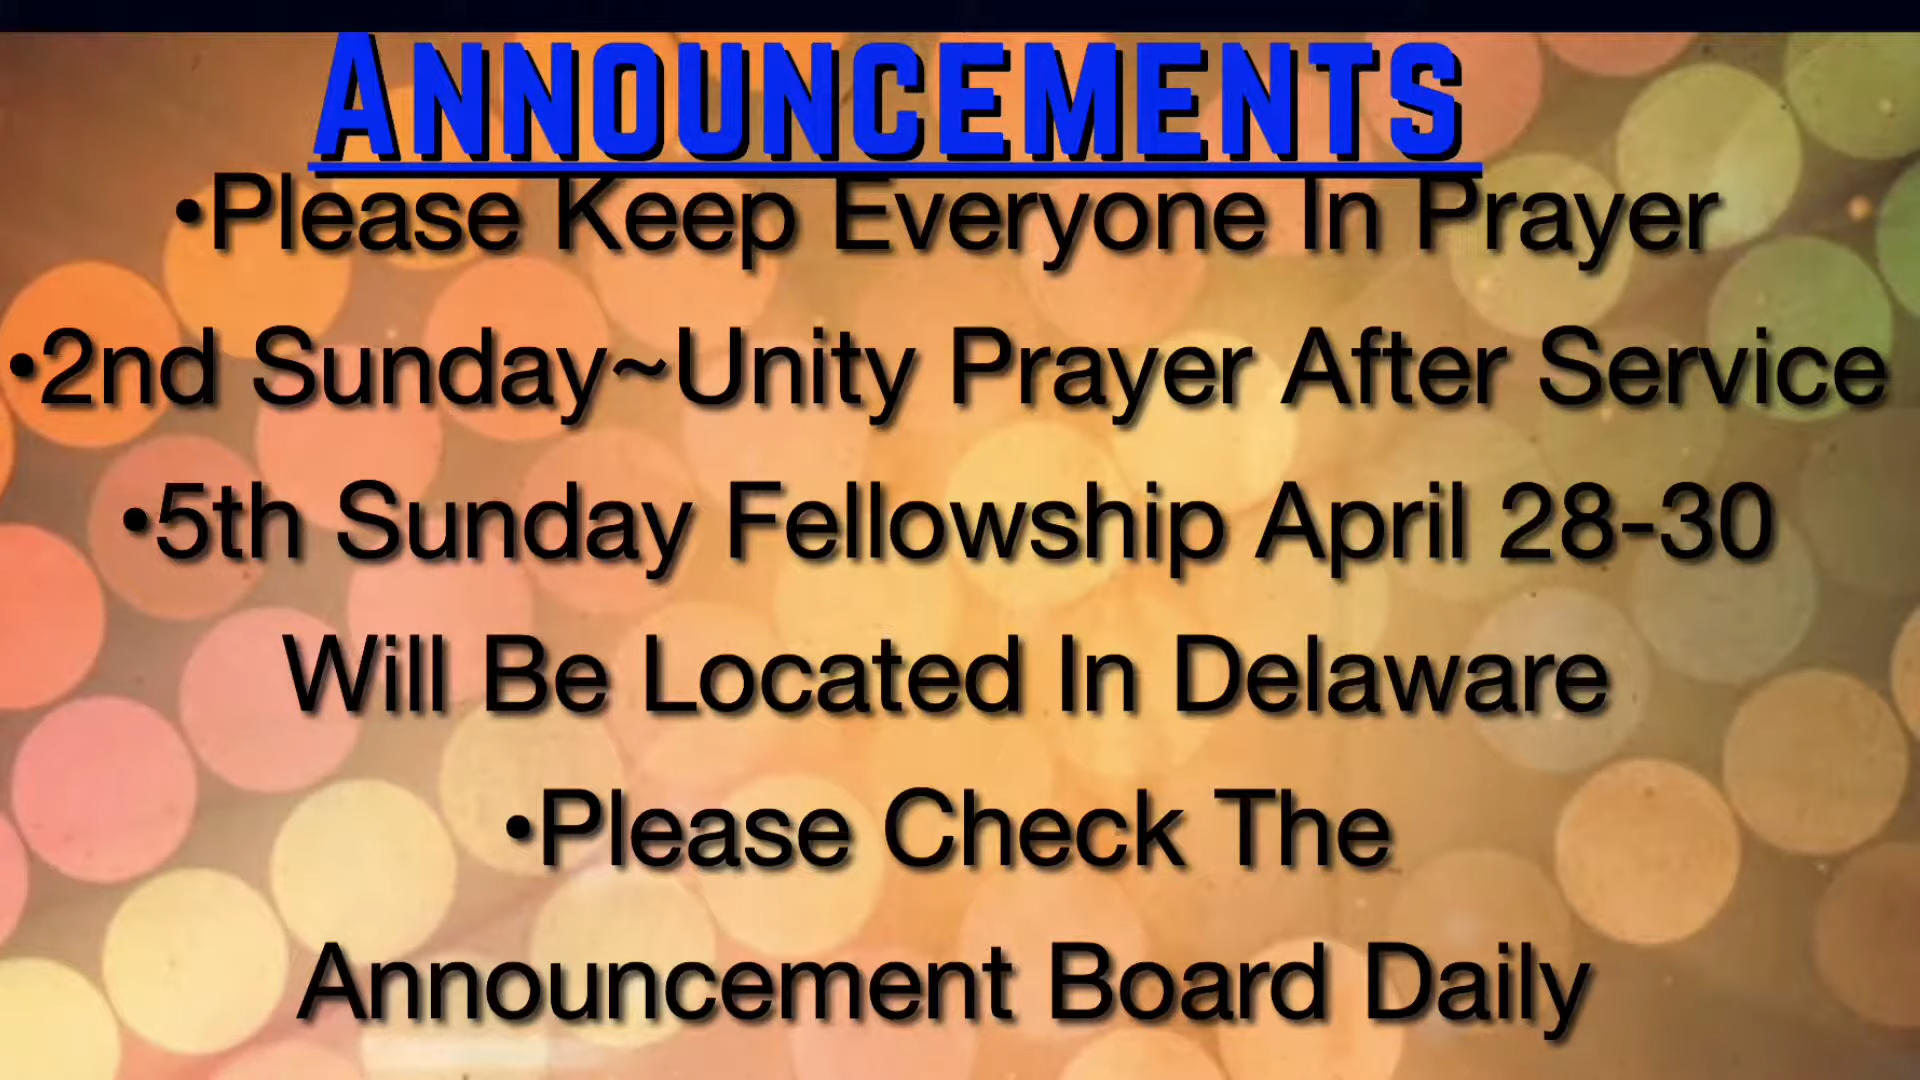 ANNOUNCEMENTS
•Please Keep Everyone In Prayer
•2nd Sunday~Unity Prayer After Service
•5th Sunday Fellowship April 28-30
Will Be Located In Delaware
•Please Check The
Announcement Board Daily